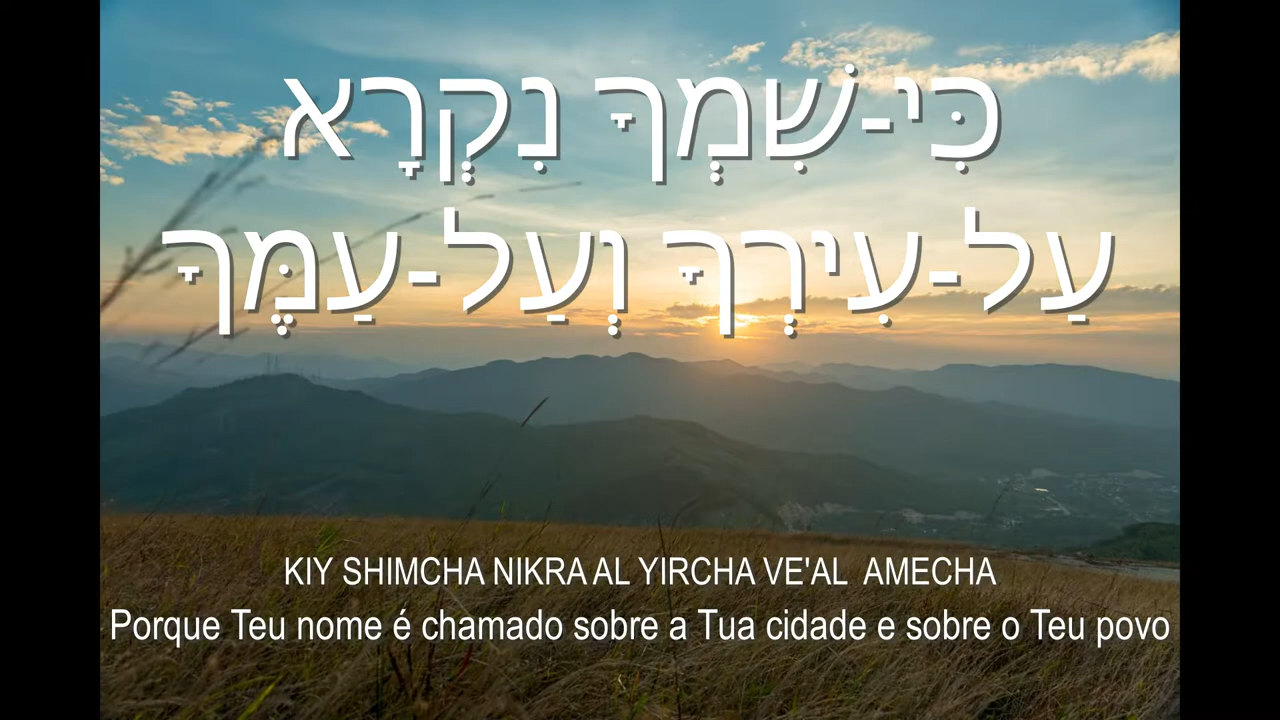 כִּי-שִׁמְךָ נִקְרָא
עַל-עִירְךָ וְעַל-עַמֶּךָ
KIY SHIMCHA NIKRA AL YIRCHA VE'AL  AMECHA
Porque Teu nome é chamado sobre a Tua cidade e sobre o Teu povo